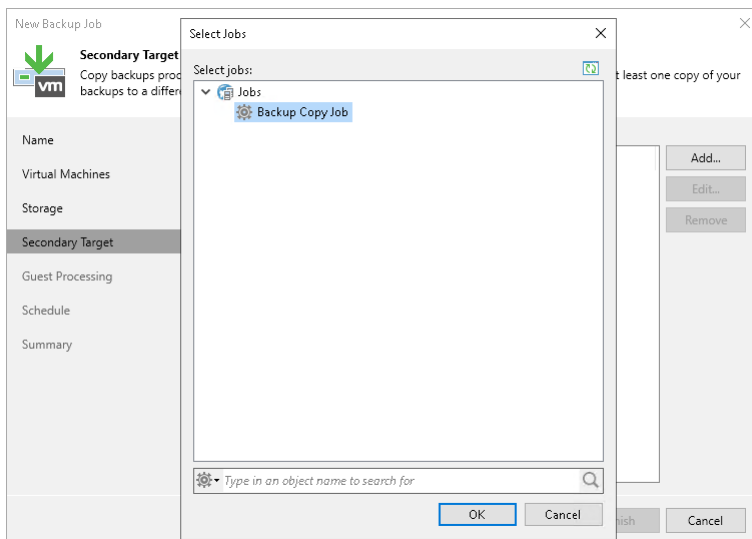 New Backup Job
Secondary Target
Copy backups
backups to a
t least one copy of your
vm
Name
Virtual Machines
Storage
Secondary Target
Guest Processing
Schedule
Summary
Select Jobs
Select jobs:
Jobs
Backup Copy Job
Type in an object name to search for
OK
Cancel
Add...
Edit...
Remove
Cancel